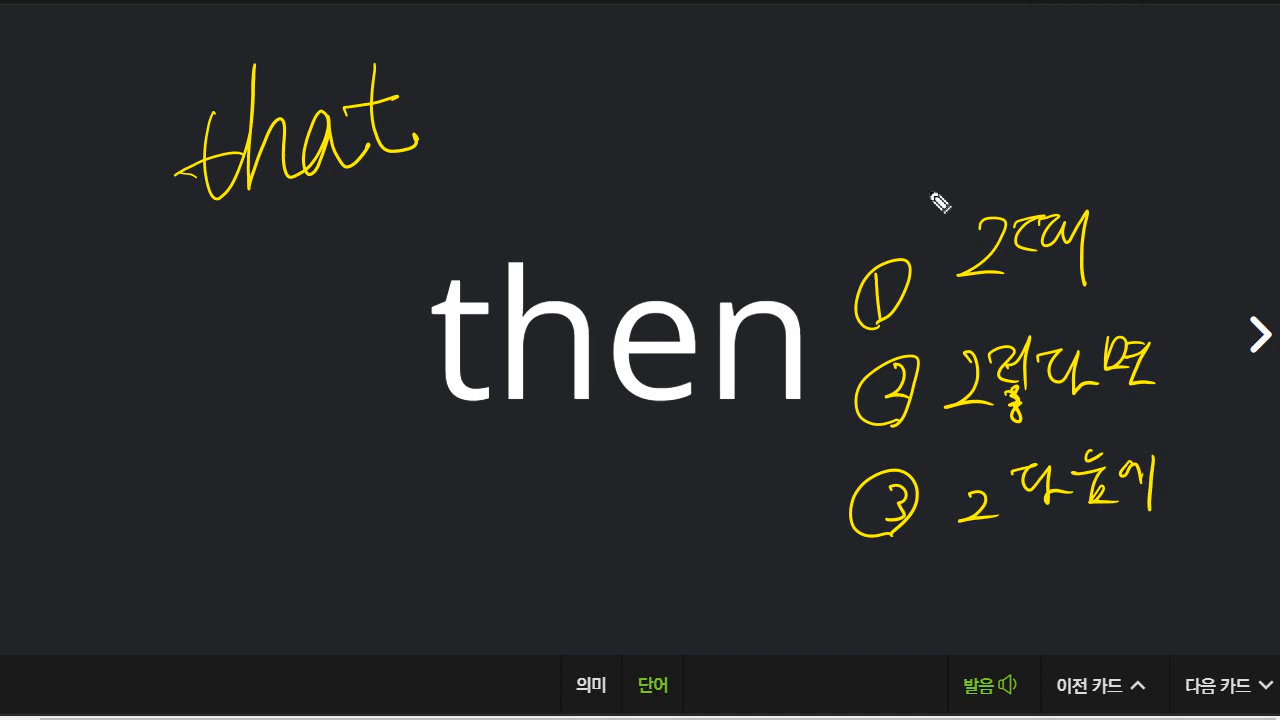 that
then
① 그때
② 그렇다면
③ 그 다음에
의미 단어 발음 이전 카드 다음 카드